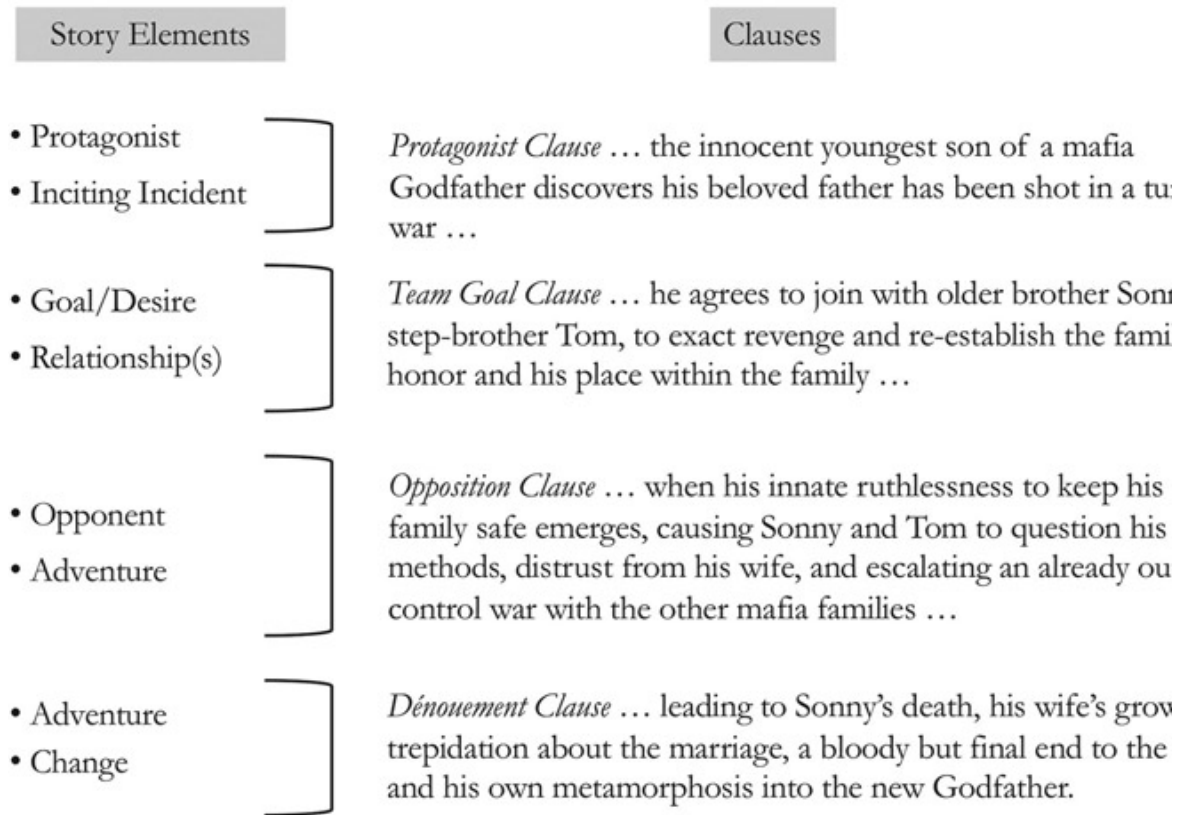 Story Elements
Clauses
• Protagonist
• Inciting Incident
Protagonist Clause … the innocent youngest son of a mafia
Godfather discovers his beloved father has been shot in a
war …
• Goal/Desire
• Relationship(s)
Team Goal Clause … he agrees to join with older brother
step-brother Tom, to exact revenge and re-establish the
honor and his place within the family …
• Opponent
• Adventure
Opposition Clause … when his innate ruthlessness to keep his
family safe emerges, causing Sonny and Tom to question his
methods, distrust from his wife, and escalating an already
control war with the other mafia families …
• Adventure
• Change
Dénouement Clause … leading to Sonny’s death, his wife’s
trepidation about the marriage, a bloody but final end to the
and his own metamorphosis into the new Godfather.